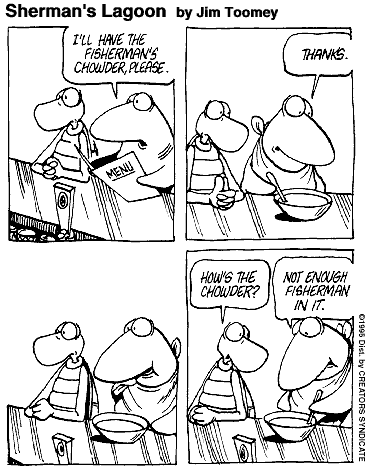 Sherman's Lagoon by Jim Toomey
I'LL HAVE THE
FISHERMAN'S
CHOWDER, PLEASE.
MENU
THANKS.
HOW'S THE
CHOWDER?
NOT ENOUGH
FISHERMAN
IN IT.
©1995 Dist. by CREATORS SYNDICATE